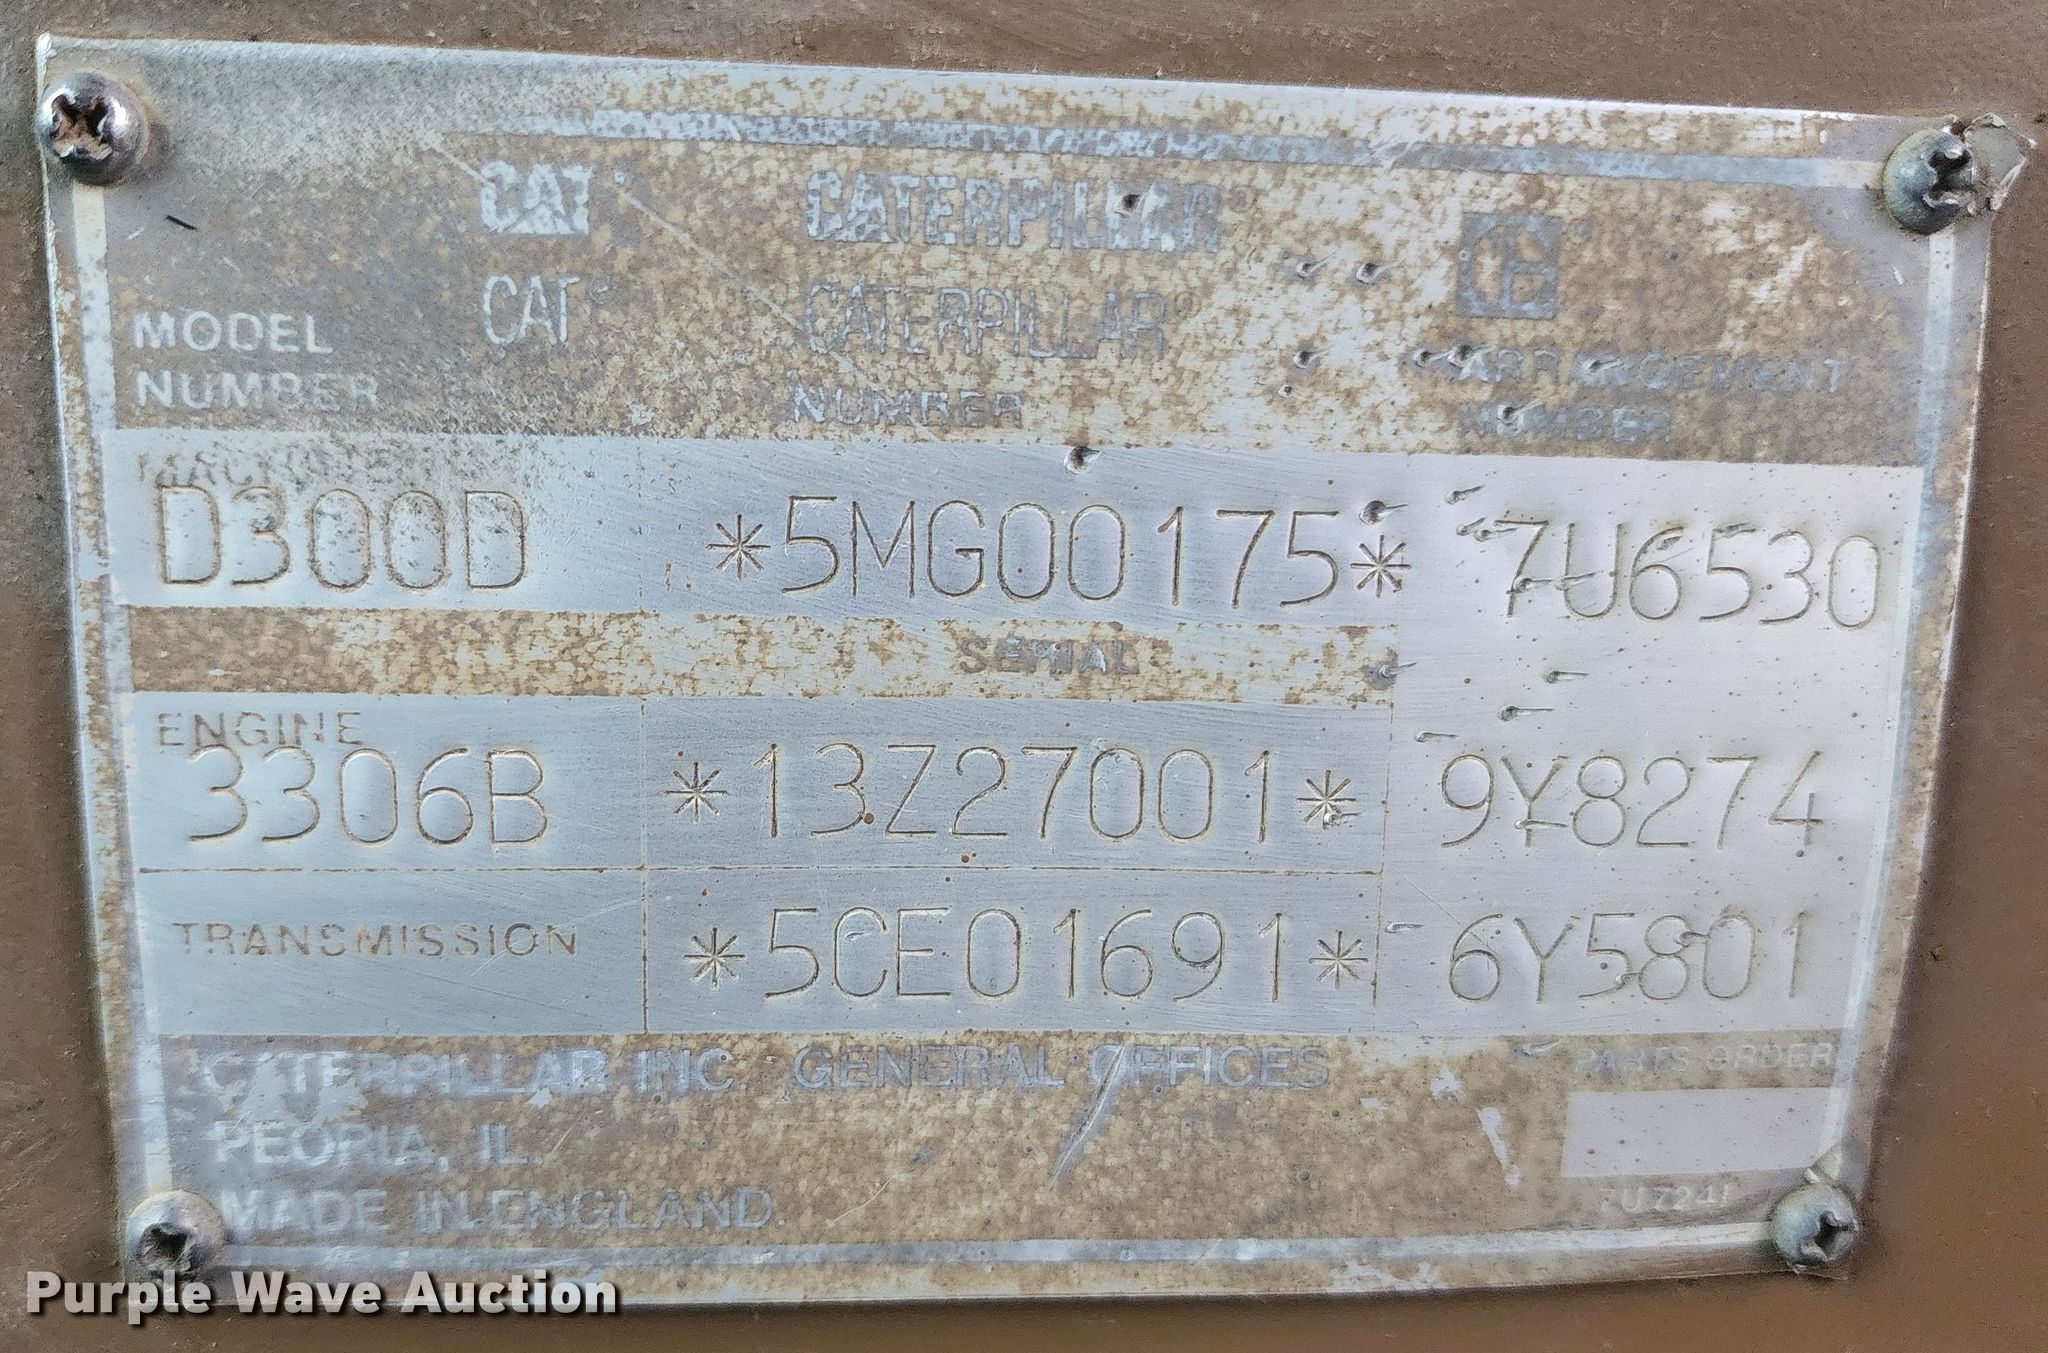 CAT® CATERPILLAR®
CAT® CATERPILLAR®
MODEL
NUMBER NUMBER ARRANGEMENT
NUMBER
D300D *5MG00175* 7U6530
SERIAL
ENGINE
3306B *13Z27001* 9Y8274
TRANSMISSION *5CE01691* 6Y5801
CATERPILLAR INC. GENERAL OFFICES PARTS ORDER
PEORIA, IL.
MADE IN ENGLAND.
Purple Wave Auction